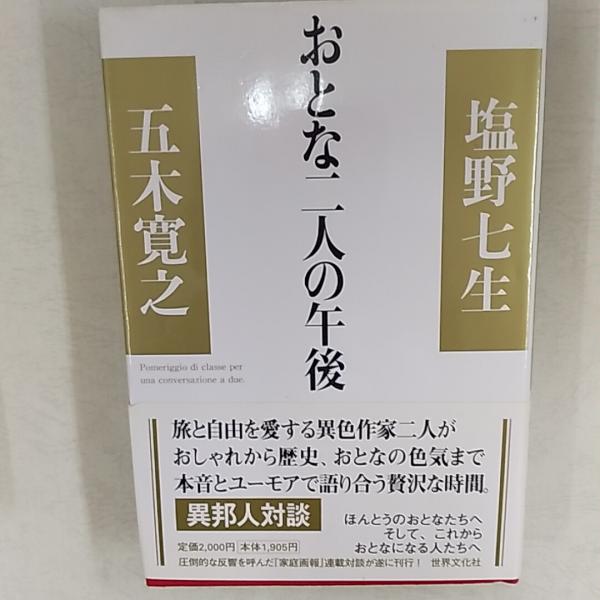 塩野七生
おとな二人の午後
五木寛之
Pomeriggio di classe per
una conversazione a due.
旅と自由を愛する異色作家二人が
おしゃれから歴史、おとなの色気まで
本音とユーモアで語り合う贅沢な時間。
異邦人対談
ほんとうのおとなたちへ
そして、これから
おとなになる人たちへ
定価2,000円 本体1,905円
圧倒的な反響を呼んだ『家庭画報』連載対談が遂に刊行! 世界文化社